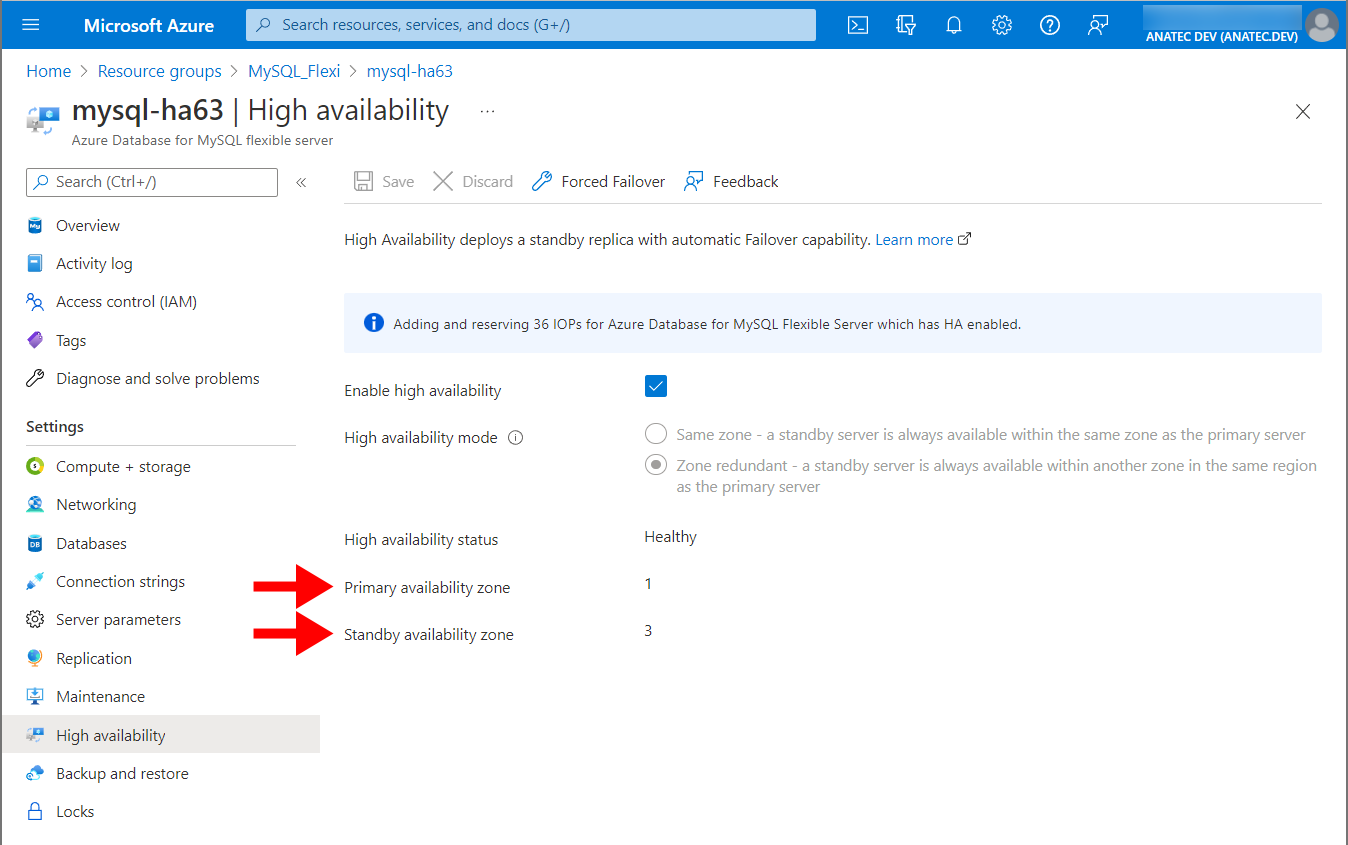 Microsoft Azure
Search resources, services, and docs (G+/)
ANATEC DEV (ANATEC.DEV)
Home > Resource groups > MySQL_Flexi > mysql-ha63
mysql-ha63 | High availability ...
Azure Database for MySQL flexible server
Search (Ctrl+/)
«
Overview
Activity log
Access control (IAM)
Tags
Diagnose and solve problems
Settings
Compute + storage
Networking
Databases
Connection strings
Server parameters
Replication
Maintenance
High availability
Backup and restore
Locks
Save Discard Forced Failover Feedback
High Availability deploys a standby replica with automatic Failover capability. Learn more
Adding and reserving 36 IOPs for Azure Database for MySQL Flexible Server which has HA enabled.
Enable high availability
High availability mode
Same zone - a standby server is always available within the same zone as the primary server
Zone redundant - a standby server is always available within another zone in the same region
as the primary server
High availability status Healthy
Primary availability zone 1
Standby availability zone 3